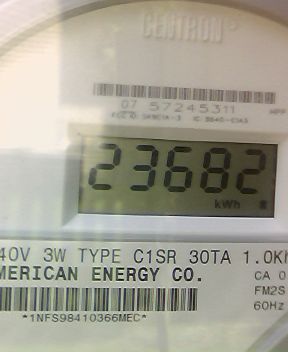 CENTRON®
07 57245311
23682
kWh
40V 3W TYPE C1SR 30TA 1.0Kh
MERICAN ENERGY CO.
CA 0
FM2S
60Hz
*1NFS98410366MEC*